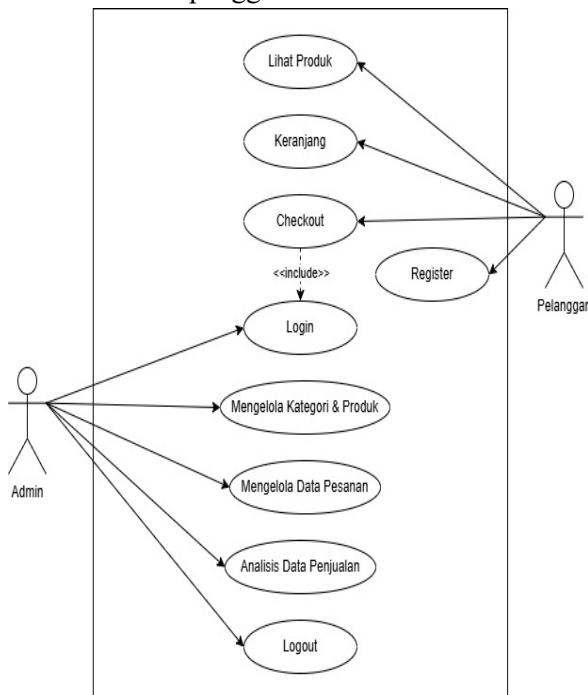 Lihat Produk
Keranjang
Checkout
<<include>>
Register
Login
Pelanggan
Mengelola Kategori & Produk
Admin
Mengelola Data Pesanan
Analisis Data Penjualan
Logout